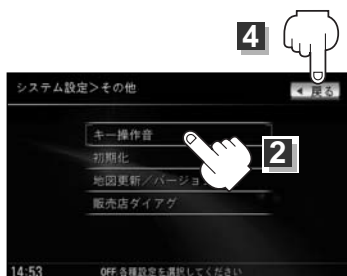 4
システム設定>その他
◀ 戻る
キー操作音
2
初期化
地図更新／バージョ
販売店ダイアグ
14:53
OFF:各種設定を選択してください